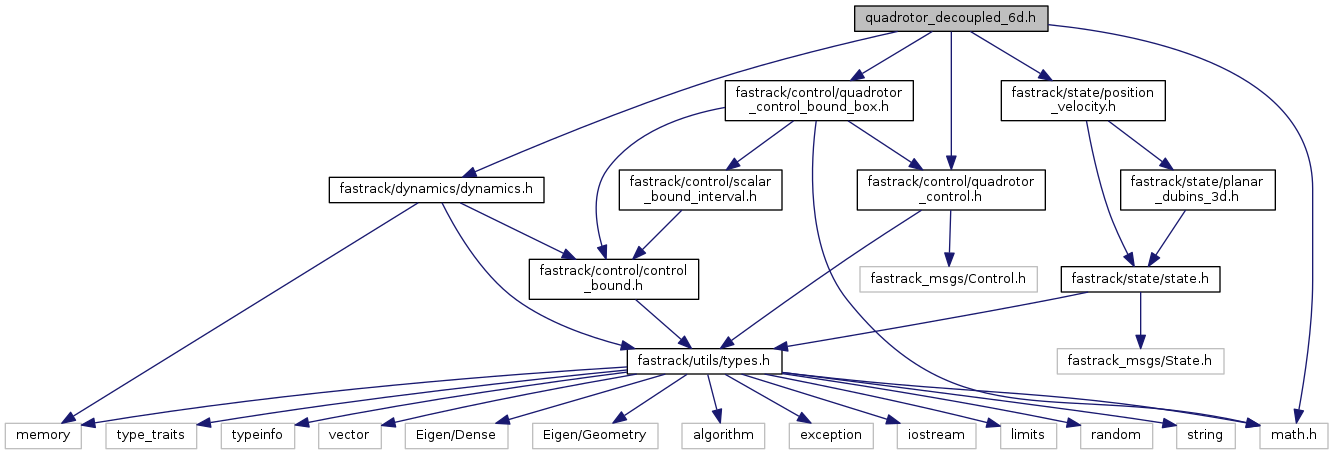 quadrotor_decoupled_6d.h
fastrack/control/quadrotor
_control_bound_box.h
fastrack/state/position
_velocity.h
fastrack/dynamics/dynamics.h
fastrack/control/scalar
_bound_interval.h
fastrack/control/quadrotor
_control.h
fastrack/state/planar
_dubins_3d.h
fastrack/control/control
_bound.h
fastrack_msgs/Control.h
fastrack/state/state.h
fastrack/utils/types.h
fastrack_msgs/State.h
memory
type_traits
typeinfo
vector
Eigen/Dense
Eigen/Geometry
algorithm
exception
iostream
limits
random
string
math.h